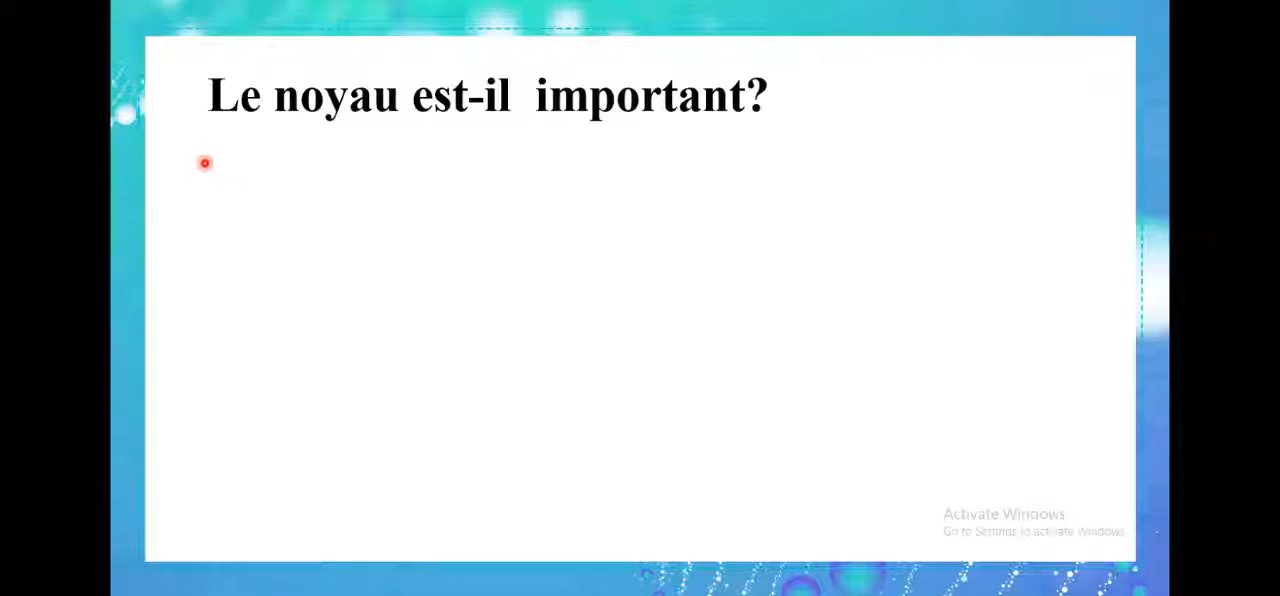 Le noyau est-il important?
Activate Windows
Go to Settings to activate Windows.